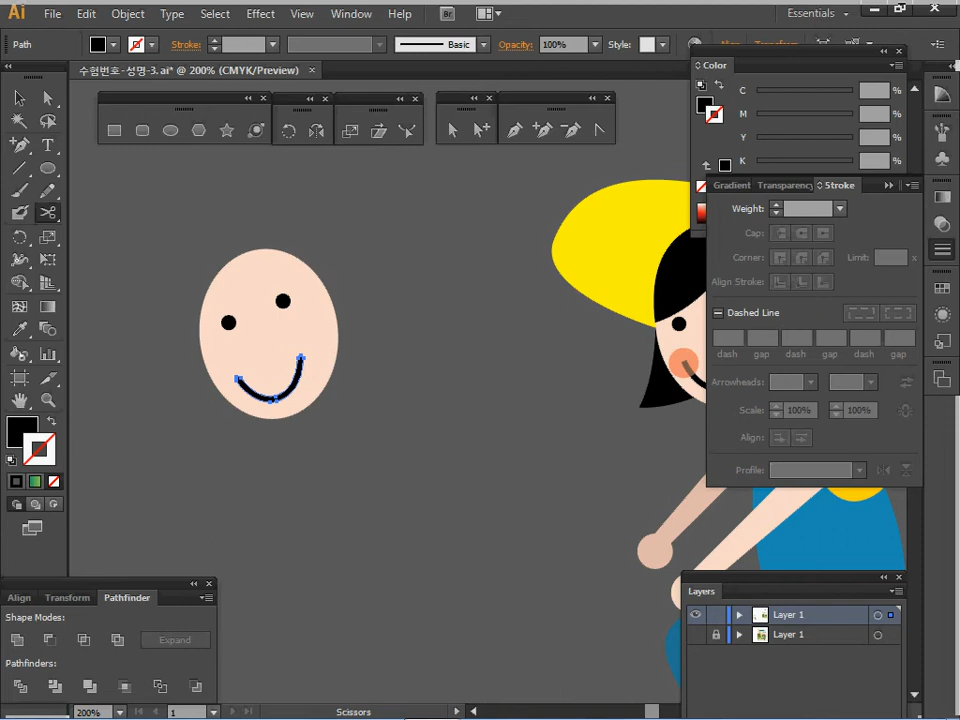 Ai File Edit Object Type Select Effect View Window Help Br Essentials
Path Stroke: Basic Opacity: 100% Style: Align Transform
수험번호-성명-3.ai* @ 200% (CMYK/Preview) ×
Color
C %
M %
Y %
K %
Gradient Transparency Stroke
Weight:
Cap:
Corner: Limit: x
Align Stroke:
Dashed Line
dash gap dash gap dash gap
Arrowheads:
Scale: 100% 100%
Align:
Profile:
Align Transform Pathfinder
Shape Modes:
Expand
Pathfinders:
Layers
Layer 1
Layer 1
200% 1 Scissors